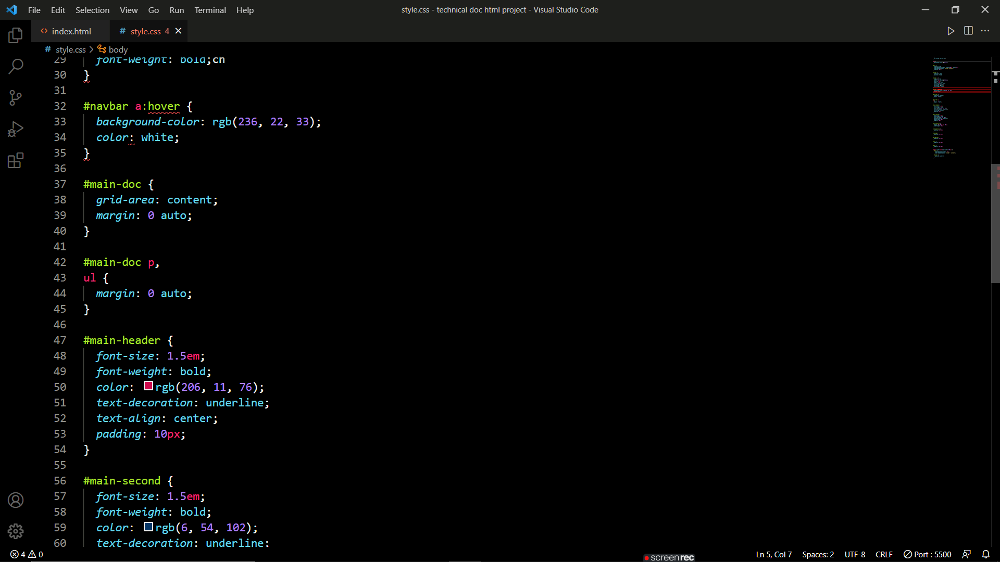 File Edit Selection View Go Run Terminal Help
style.css - technical doc html project - Visual Studio Code
<> index.html
# style.css 4
# style.css > body
29 font-weight: bold;ch
30 }
31
32 #navbar a:hover {
33 background-color: rgb(236, 22, 33);
34 color: white;
35 }
36
37 #main-doc {
38 grid-area: content;
39 margin: 0 auto;
40 }
41
42 #main-doc p,
43 ul {
44 margin: 0 auto;
45 }
46
47 #main-header {
48 font-size: 1.5em;
49 font-weight: bold;
50 color: rgb(206, 11, 76);
51 text-decoration: underline;
52 text-align: center;
53 padding: 10px;
54 }
55
56 #main-second {
57 font-size: 1.5em;
58 font-weight: bold;
59 color: rgb(6, 54, 102);
60 text-decoration: underline;
4 0
screenrec
Ln 5, Col 7 Spaces: 2 UTF-8 CRLF Port : 5500